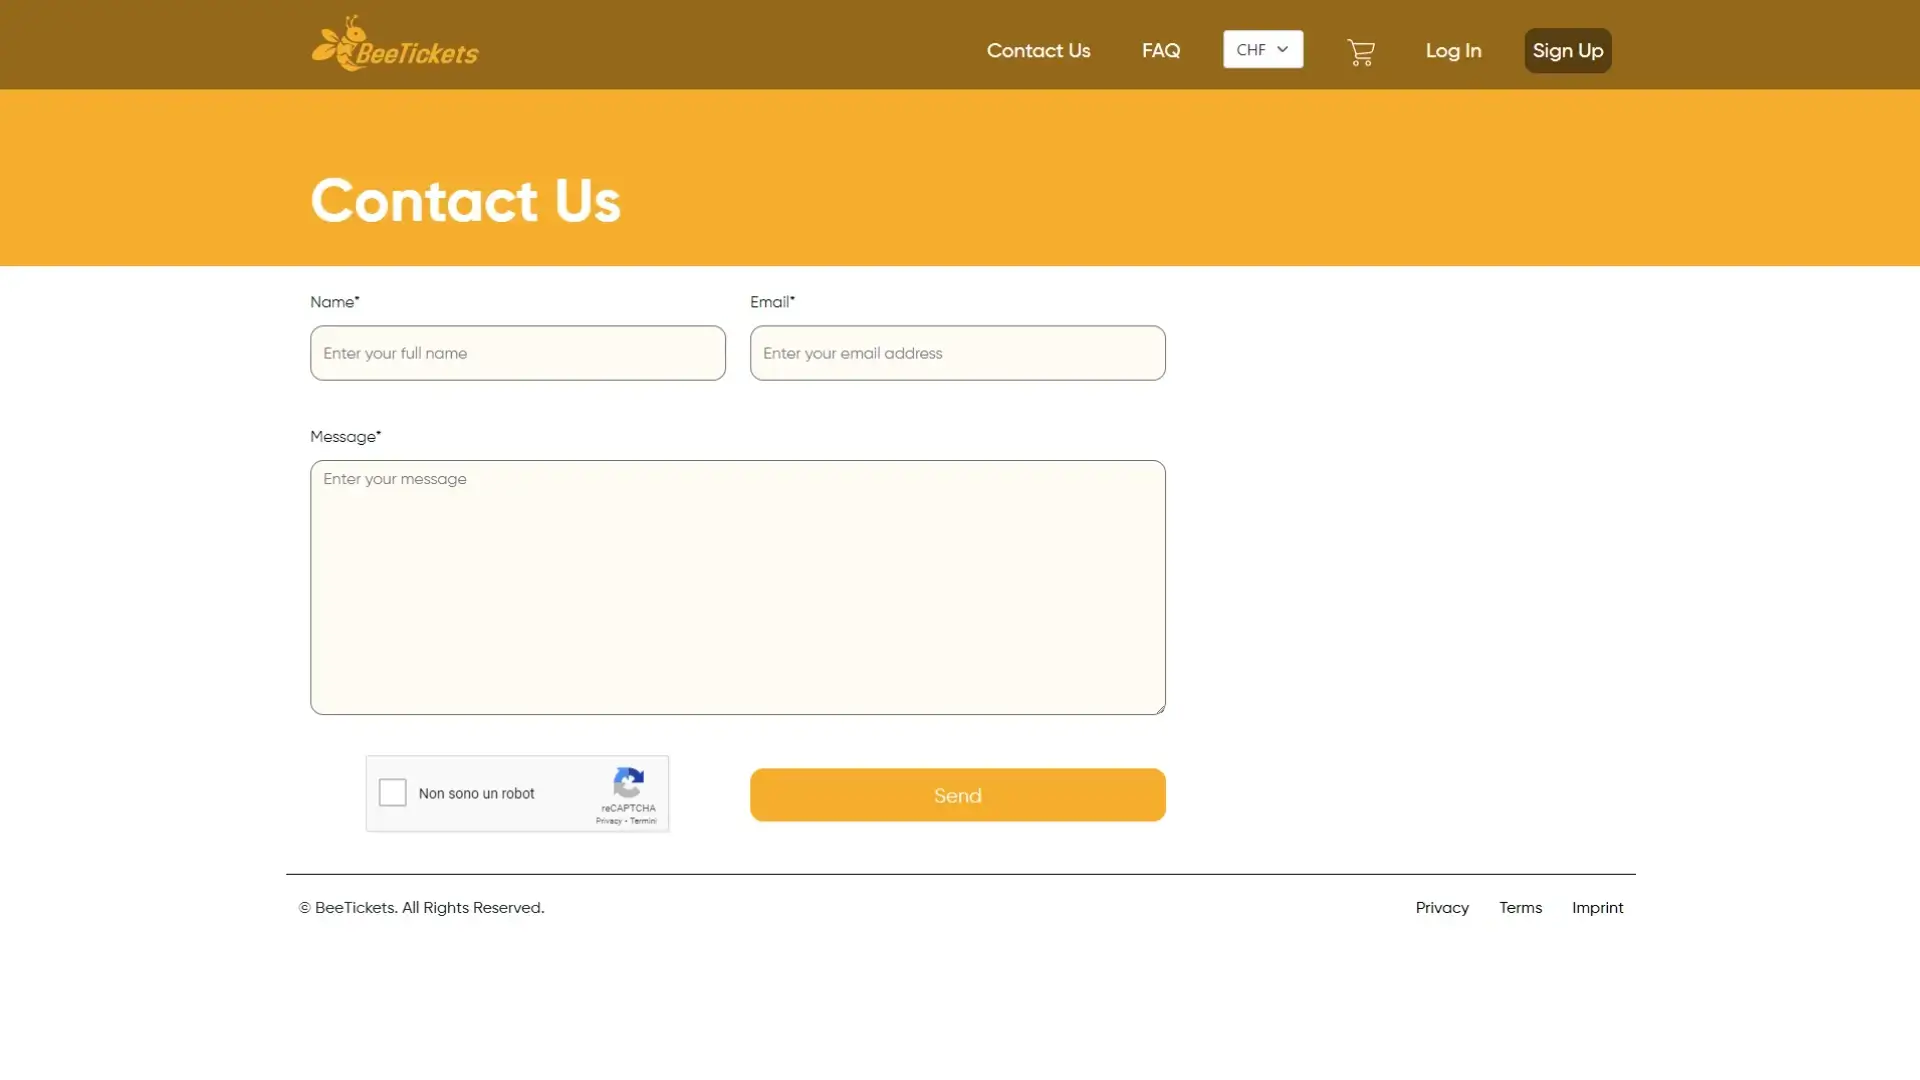 BeeTickets
Contact Us
FAQ
CHF
Log In
Sign Up
Contact Us
Name*
Email*
Enter your full name
Enter your email address
Message*
Enter your message
Non sono un robot
reCAPTCHA
Privacy - Termini
Send
© BeeTickets. All Rights Reserved.
Privacy
Terms
Imprint